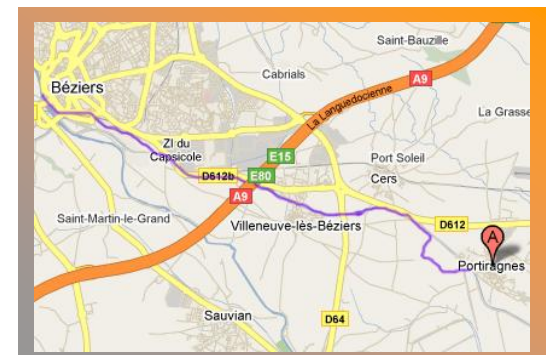 Saint-Bauzille
Cabrials
A9
Béziers
La Languedocienne
La Grasse
ZI du
Capsicole
E15
Port Soleil
D612b
E80
Cers
A9
Saint-Martin-le-Grand
Villeneuve-lès-Béziers
D612
A
Portiragnes
Sauvian
D64